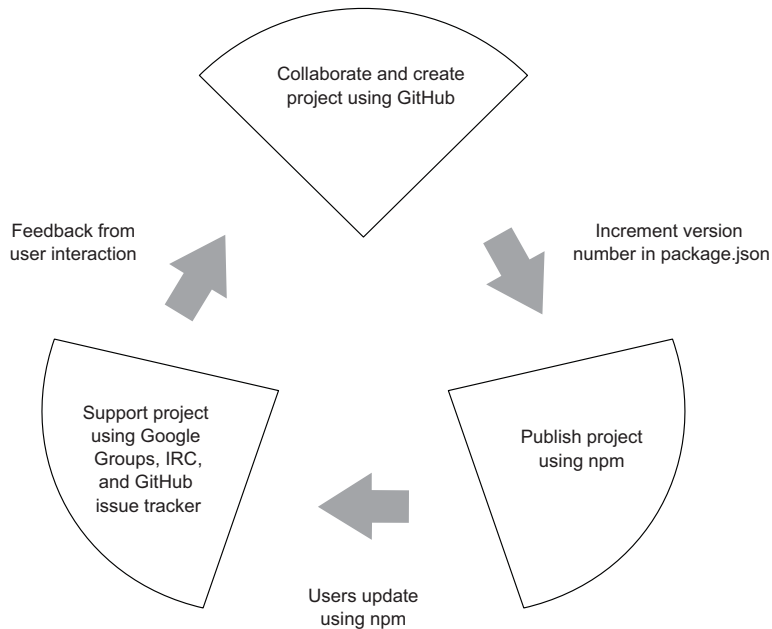 Collaborate and create
project using GitHub
Feedback from
user interaction
Increment version
number in package.json
Support project
using Google
Groups, IRC,
and GitHub
issue tracker
Publish project
using npm
Users update
using npm